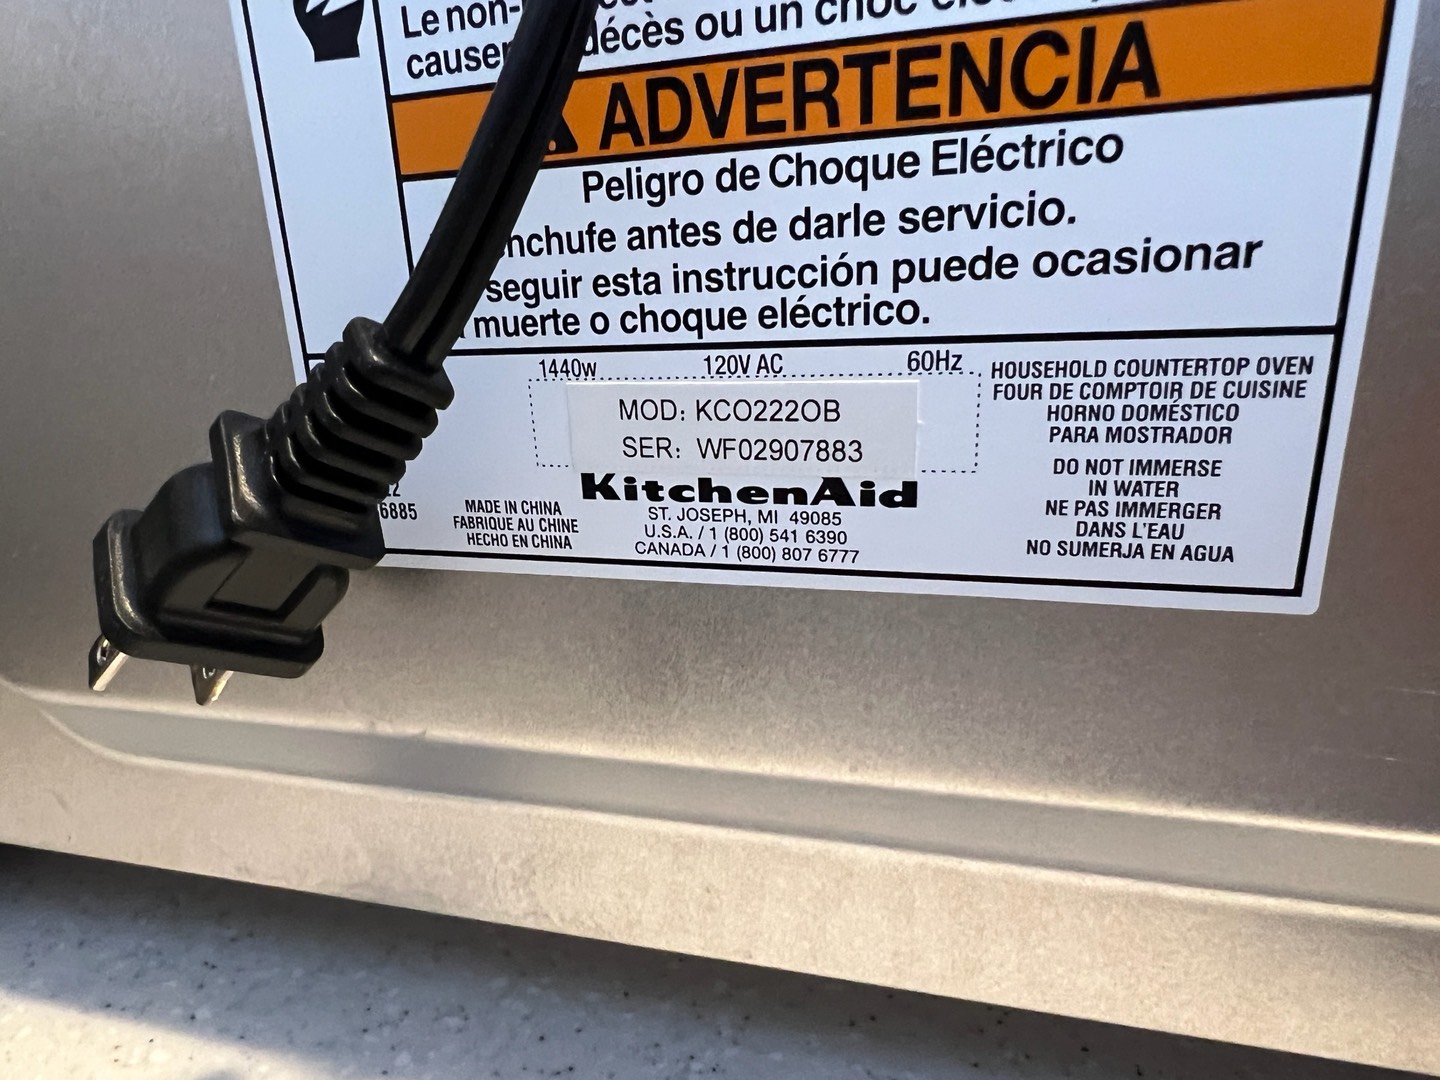 Le non-
causer décès ou un choc
ADVERTENCIA
Peligro de Choque Eléctrico
antes de darle servicio.
seguir esta instrucción puede ocasionar
muerte o choque eléctrico.
1440w 120V AC 60Hz
MOD: KCO222OB
SER: WF02907883
KitchenAid
ST. JOSEPH, MI 49085
U.S.A. / 1 (800) 541 6390
CANADA / 1 (800) 807 6777
6885
MADE IN CHINA
FABRIQUE AU CHINE
HECHO EN CHINA
HOUSEHOLD COUNTERTOP OVEN
FOUR DE COMPTOIR DE CUISINE
HORNO DOMÉSTICO
PARA MOSTRADOR
DO NOT IMMERSE
IN WATER
NE PAS IMMERGER
DANS L'EAU
NO SUMERJA EN AGUA